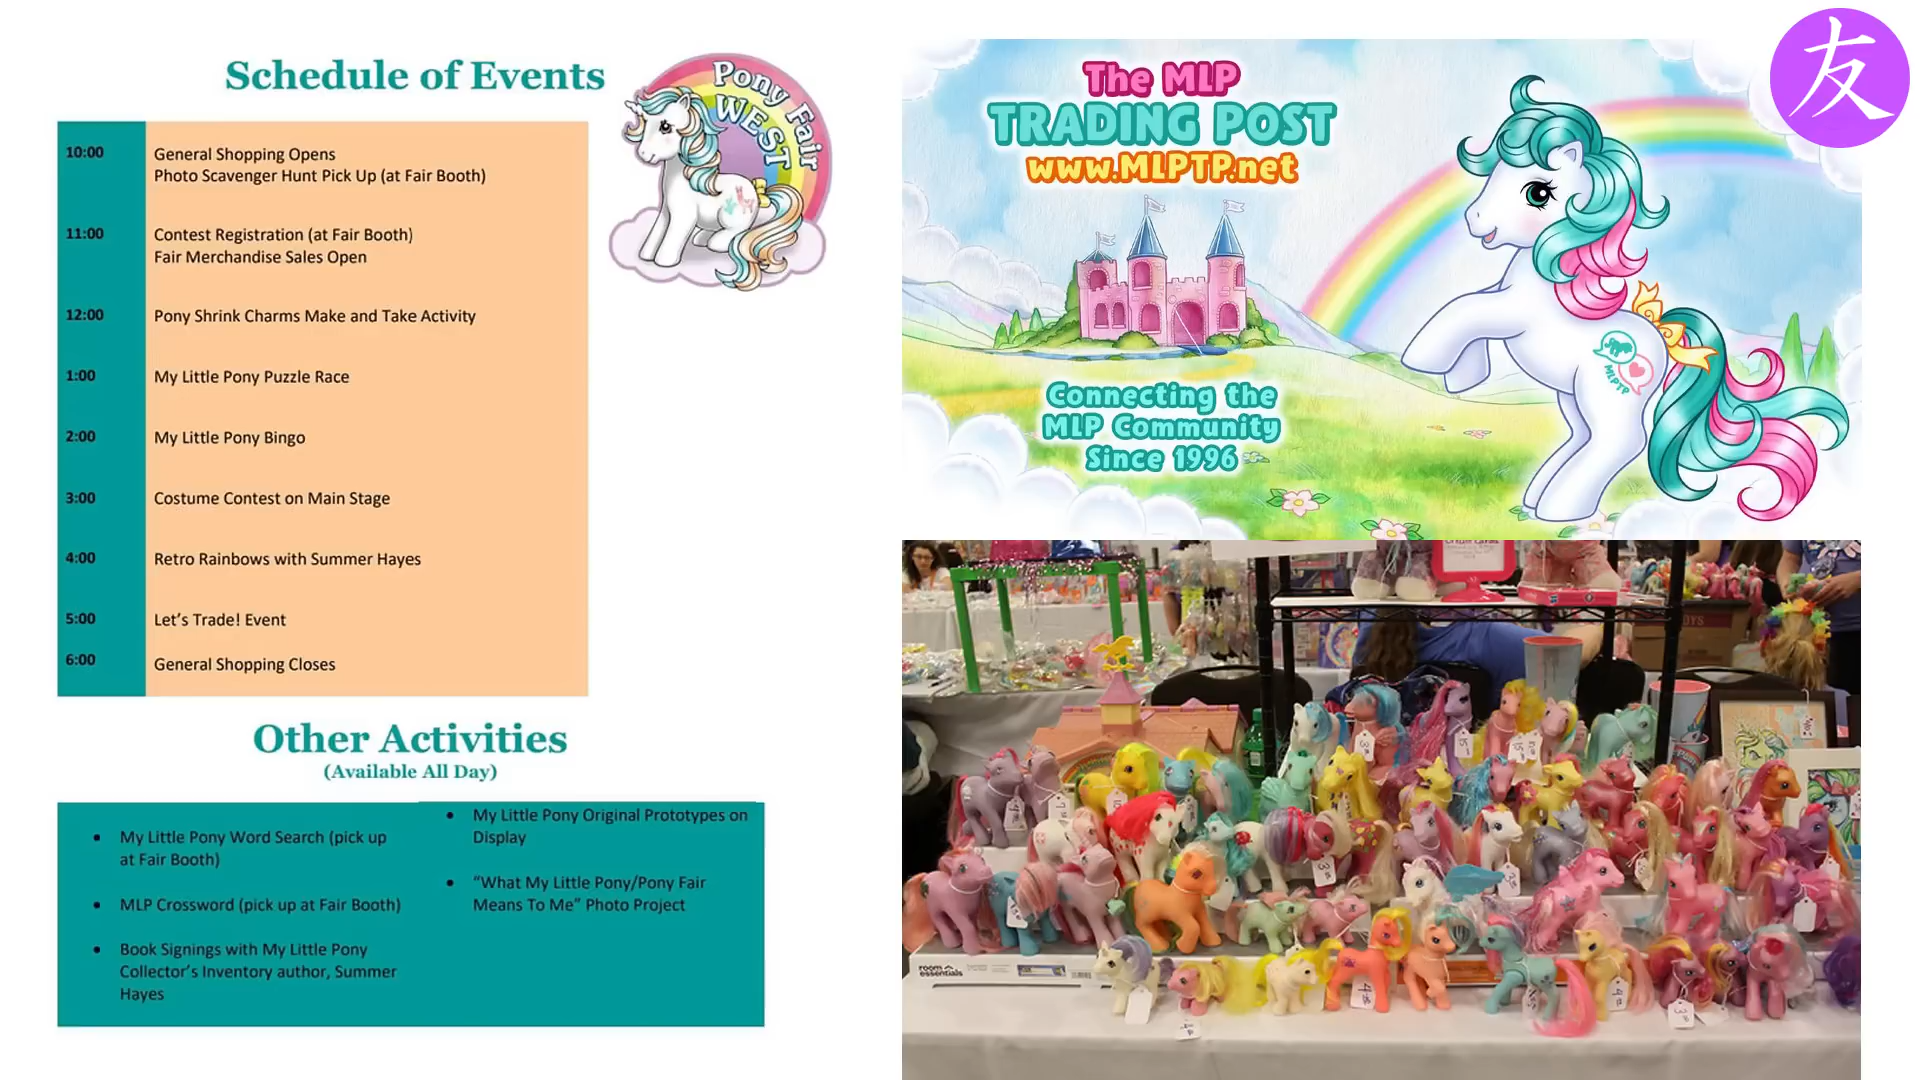 Schedule of Events
Pony Fair
WEST
10:00
General Shopping Opens
Photo Scavenger Hunt Pick Up (at Fair Booth)
11:00
Contest Registration (at Fair Booth)
Fair Merchandise Sales Open
12:00
Pony Shrink Charms Make and Take Activity
1:00
My Little Pony Puzzle Race
2:00
My Little Pony Bingo
3:00
Costume Contest on Main Stage
4:00
Retro Rainbows with Summer Hayes
5:00
Let’s Trade! Event
6:00
General Shopping Closes
Other Activities
(Available All Day)
• My Little Pony Word Search (pick up
at Fair Booth)
• MLP Crossword (pick up at Fair Booth)
• Book Signings with My Little Pony
Collector’s Inventory author, Summer
Hayes
• My Little Pony Original Prototypes on
Display
• “What My Little Pony/Pony Fair
Means To Me” Photo Project
The MLP
TRADING POST
www.MLPTP.net
Connecting the
MLP Community
Since 1996
MLPTP
友
room
essentials